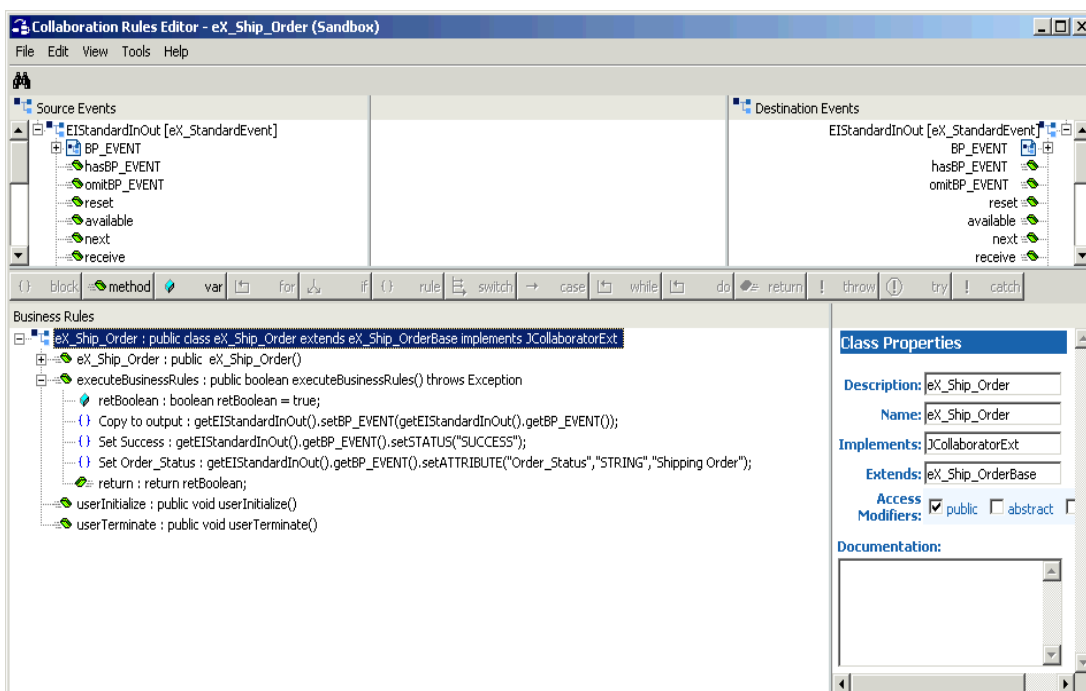 Collaboration Rules Editor - eX_Ship_Order (Sandbox)
File Edit View Tools Help
Source Events
Destination Events
EIStandardInOut [eX_StandardEvent]
BP_EVENT
hasBP_EVENT
omitBP_EVENT
reset
available
next
receive
EIStandardInOut [eX_StandardEvent]
BP_EVENT
hasBP_EVENT
omitBP_EVENT
reset
available
next
receive
{} block method var for if {} rule switch case while do return ! throw try ! catch
Business Rules
eX_Ship_Order : public class eX_Ship_Order extends eX_Ship_OrderBase implements JCollaboratorExt
eX_Ship_Order : public eX_Ship_Order()
executeBusinessRules : public boolean executeBusinessRules() throws Exception
retBoolean : boolean retBoolean = true;
{} Copy to output : getEIStandardInOut().setBP_EVENT(getEIStandardInOut().getBP_EVENT());
{} Set Success : getEIStandardInOut().getBP_EVENT().setSTATUS("SUCCESS");
{} Set Order_Status : getEIStandardInOut().getBP_EVENT().setATTRIBUTE("Order_Status","STRING","Shipping Order");
return : return retBoolean;
userInitialize : public void userInitialize()
userTerminate : public void userTerminate()
Class Properties
Description: eX_Ship_Order
Name: eX_Ship_Order
Implements: JCollaboratorExt
Extends: eX_Ship_OrderBase
Access Modifiers: public abstract
Documentation: